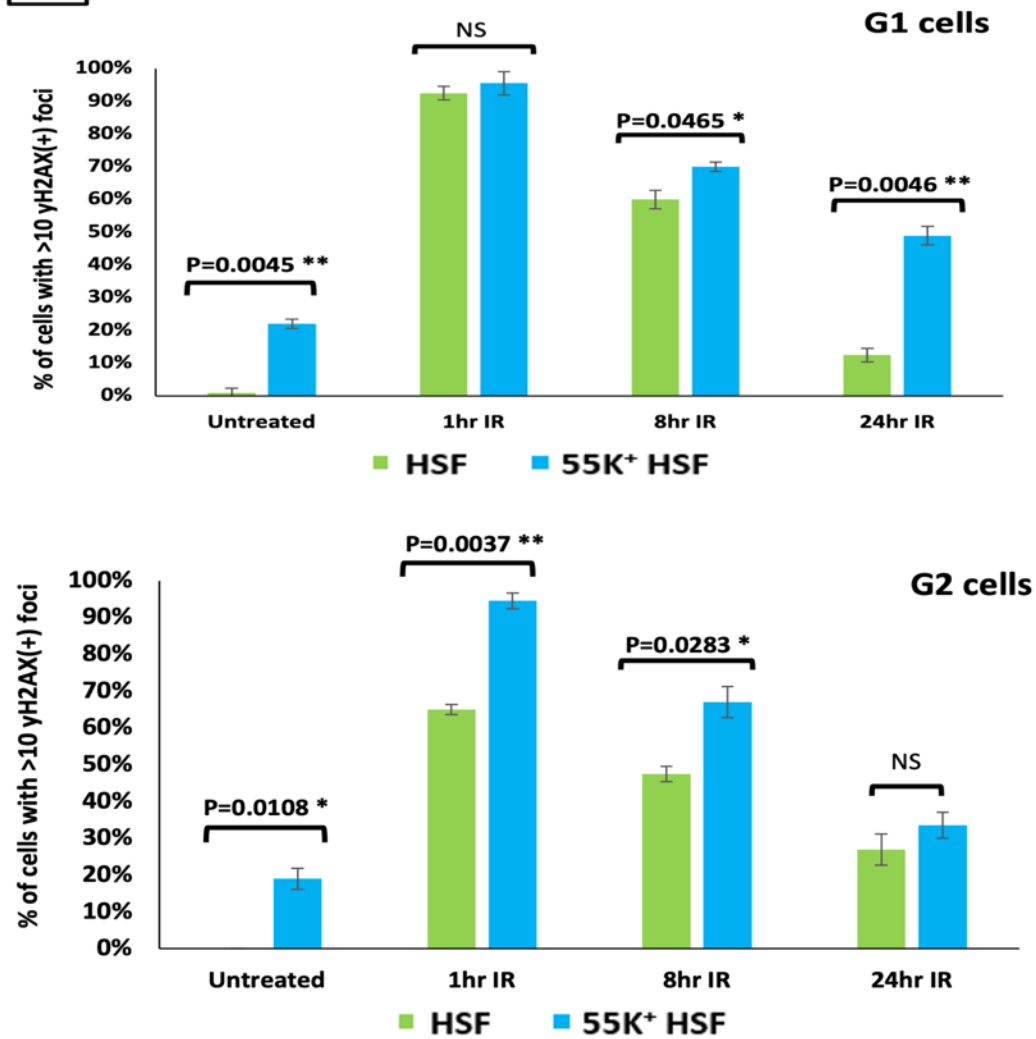 G1 cells
NS
% of cells with >10 yH2AX(+) foci
100%
90%
80%
70%
60%
50%
40%
30%
20%
10%
0%
P=0.0045 **
P=0.0465 *
P=0.0046 **
Untreated
1hr IR
8hr IR
24hr IR
HSF
55K⁺ HSF
G2 cells
P=0.0037 **
% of cells with >10 yH2AX(+) foci
100%
90%
80%
70%
60%
50%
40%
30%
20%
10%
0%
P=0.0108 *
P=0.0283 *
NS
Untreated
1hr IR
8hr IR
24hr IR
HSF
55K⁺ HSF